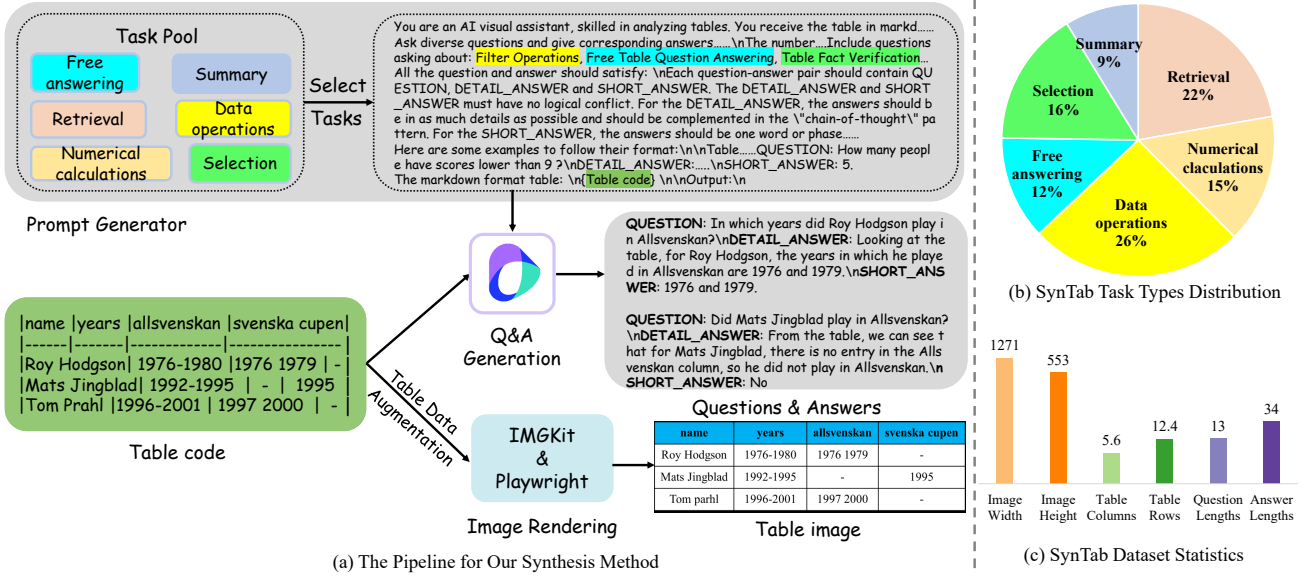 Task Pool
Free
answering
Summary
Retrieval
Data
operations
Numerical
calculations
Selection
Prompt Generator
Select
Tasks
You are an AI visual assistant, skilled in analyzing tables. You receive the table in markd......
Ask diverse questions and give corresponding answers......\nThe number....Include questions
asking about: Filter Operations, Free Table Question Answering, Table Fact Verification...
All the question and answer should satisfy: \nEach question-answer pair should contain QU
ESTION, DETAIL_ANSWER and SHORT_ANSWER. The DETAIL_ANSWER and SHORT
_ANSWER must have no logical conflict. For the DETAIL_ANSWER, the answers should b
e in as much details as possible and should be complemented in the \"chain-of-thought\" pa
ttern. For the SHORT_ANSWER, the answers should be one word or phase......
Here are some examples to follow their format:\n\n\nTable......QUESTION: How many peopl
e have scores lower than 9 ?\nDETAIL_ANSWER:.....\nSHORT_ANSWER: 5.
The markdown format table: \n{Table code} \n\nOutput:\n
|name |years |allsvenskan |svenska cupen|
|------|-------|---------------|------------------|
|Roy Hodgson| 1976-1980 |1976 1979 | - |
|Mats Jingblad| 1992-1995 | - | 1995 |
|Tom Prahl |1996-2001 | 1997 2000 | - |
Table code
Table Data
Augmentation
Q&A
Generation
QUESTION: In which years did Roy Hodgson play i
n Allsvenskan?\nDETAIL_ANSWER: Looking at the
table, for Roy Hodgson, the years in which he playe
d in Allsvenskan are 1976 and 1979.\nSHORT_ANS
WER: 1976 and 1979.
QUESTION: Did Mats Jingblad play in Allsvenskan?
\nDETAIL_ANSWER: From the table, we can see t
hat for Mats Jingblad, there is no entry in the Alls
venskan column, so he did not play in Allsvenskan.\n
SHORT_ANSWER: No
Questions & Answers
IMGKit
&
Playwright
Image Rendering
name years allsvenskan svenska cupen
Roy Hodgson 1976-1980 1976 1979 -
Mats Jingblad 1992-1995 - 1995
Tom parhl 1996-2001 1997 2000 -
Table image
(a) The Pipeline for Our Synthesis Method
Summary
9%
Retrieval
22%
Selection
16%
Numerical
claculations
15%
Free
answering
12%
Data
operations
26%
(b) SynTab Task Types Distribution
1271
553
5.6
12.4
13
34
Image
Width
Image
Height
Table
Columns
Table
Rows
Question
Lengths
Answer
Lengths
(c) SynTab Dataset Statistics